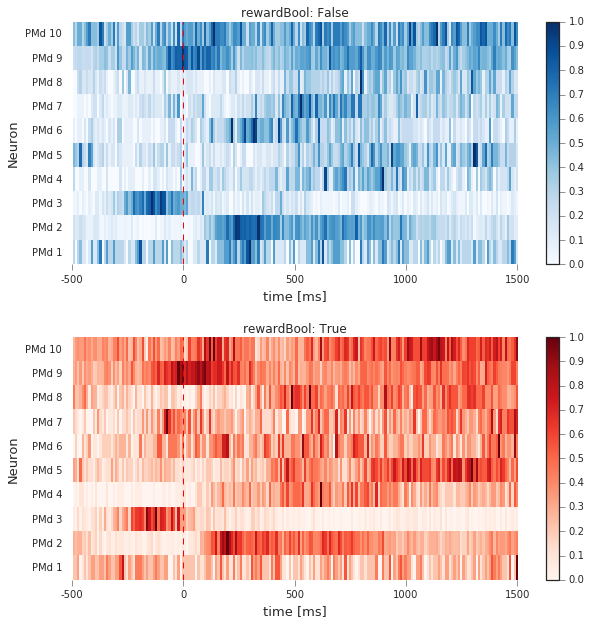 rewardBool: False
PMd 10
PMd 9
PMd 8
PMd 7
PMd 6
PMd 5
PMd 4
PMd 3
PMd 2
PMd 1
Neuron
-500 0 500 1000 1500
time [ms]
1.0
0.9
0.8
0.7
0.6
0.5
0.4
0.3
0.2
0.1
0.0
rewardBool: True
PMd 10
PMd 9
PMd 8
PMd 7
PMd 6
PMd 5
PMd 4
PMd 3
PMd 2
PMd 1
Neuron
-500 0 500 1000 1500
time [ms]
1.0
0.9
0.8
0.7
0.6
0.5
0.4
0.3
0.2
0.1
0.0